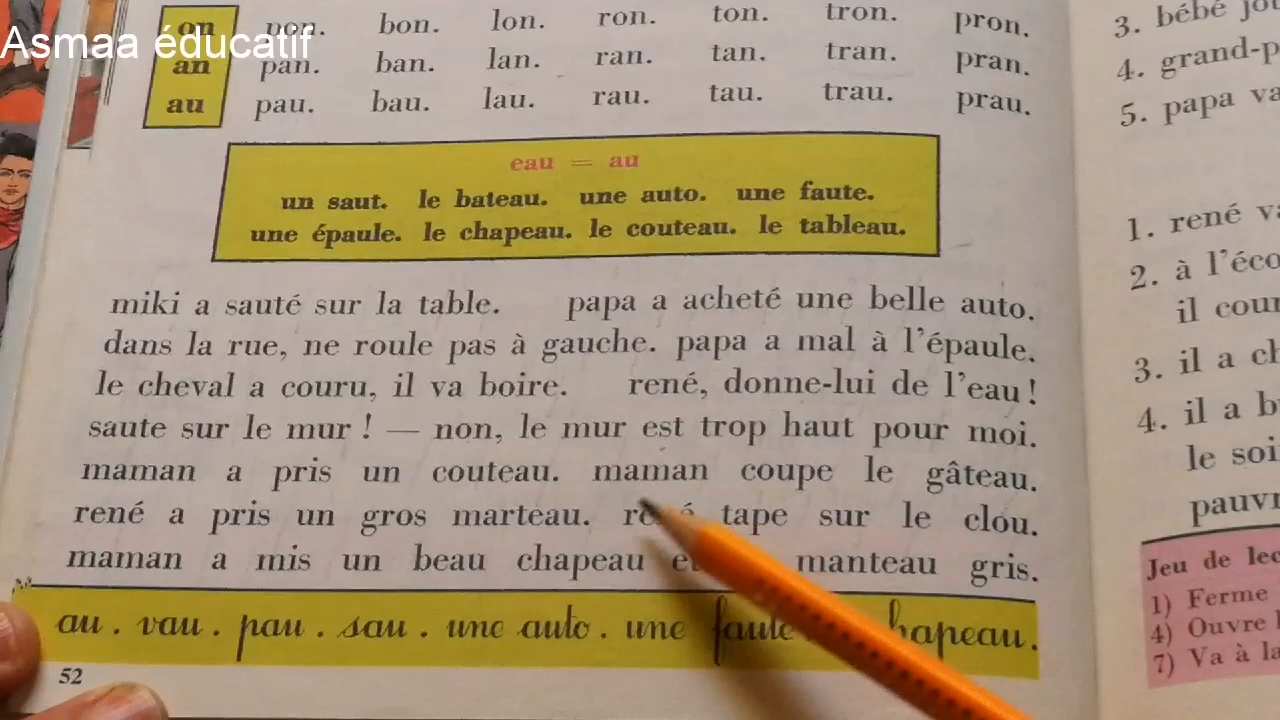 Asmaa éducatif
on pon. bon. lon. ron. ton. tron. pron.
an pan. ban. lan. ran. tan. tran. pran.
au pau. bau. lau. rau. tau. trau. prau.
eau = au
un saut. le bateau. une auto. une faute.
une épaule. le chapeau. le couteau. le tableau.
miki a sauté sur la table. papa a acheté une belle auto.
dans la rue, ne roule pas à gauche. papa a mal à l'épaule.
le cheval a couru, il va boire. rené, donne-lui de l'eau !
saute sur le mur ! — non, le mur est trop haut pour moi.
maman a pris un couteau. maman coupe le gâteau.
rené a pris un gros marteau. rené tape sur le clou.
maman a mis un beau chapeau et manteau gris.
au . vau . pau . sau . une auto . une faute hapeau.
52
3. bébé jou
4. grand-p
5. papa va
1. rené va
2. à l'éco
il cour
3. il a ch
4. il a b
le soi
pauvr
Jeu de lec
1) Ferme
4) Ouvre
7) Va à la